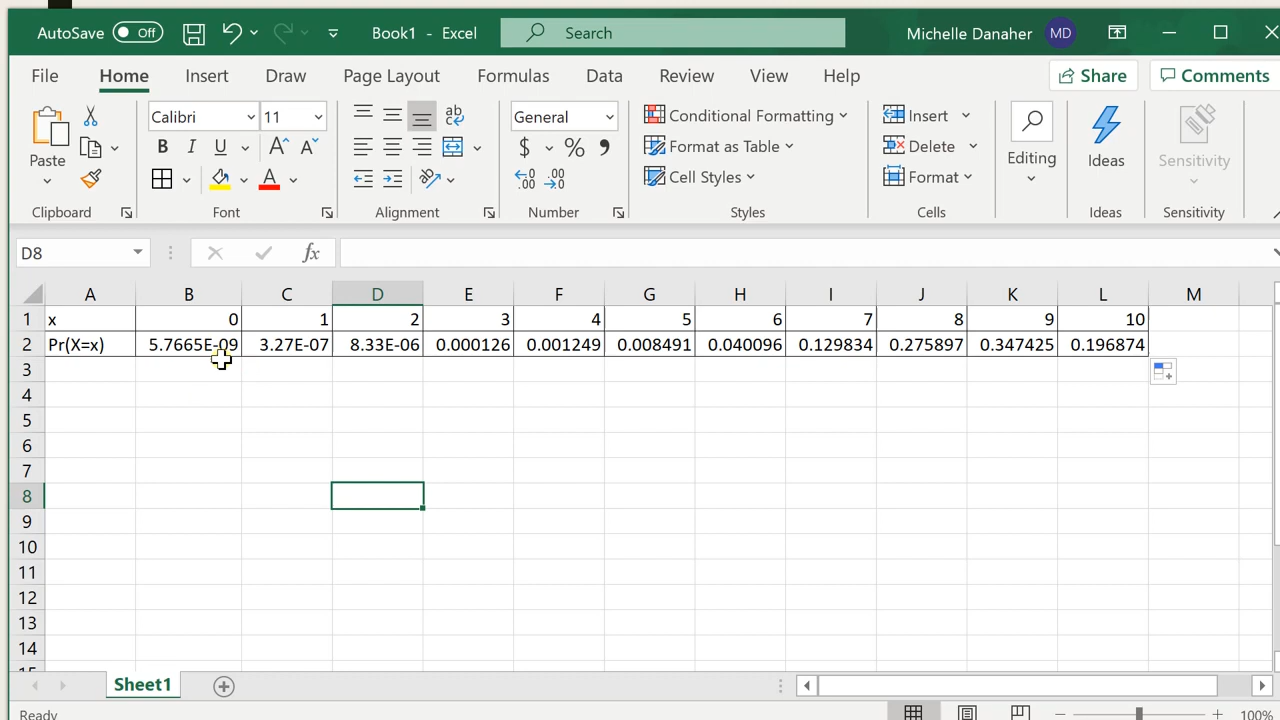 AutoSave Off Book1 - Excel Search Michelle Danaher MD
File Home Insert Draw Page Layout Formulas Data Review View Help Share Comments
Calibri 11 ab General Conditional Formatting Insert
Paste B I U A A $ % Format as Table Delete Editing Ideas Sensitivity
A Cell Styles Format
Clipboard Font Alignment Number Styles Cells Ideas Sensitivity
D8 fx
A B C D E F G H I J K L M
1 x 0 1 2 3 4 5 6 7 8 9 10
2 Pr(X=x) 5.7665E-09 3.27E-07 8.33E-06 0.000126 0.001249 0.008491 0.040096 0.129834 0.275897 0.347425 0.196874
3
4
5
6
7
8
9
10
11
12
13
14
15
Sheet1
Ready 100%